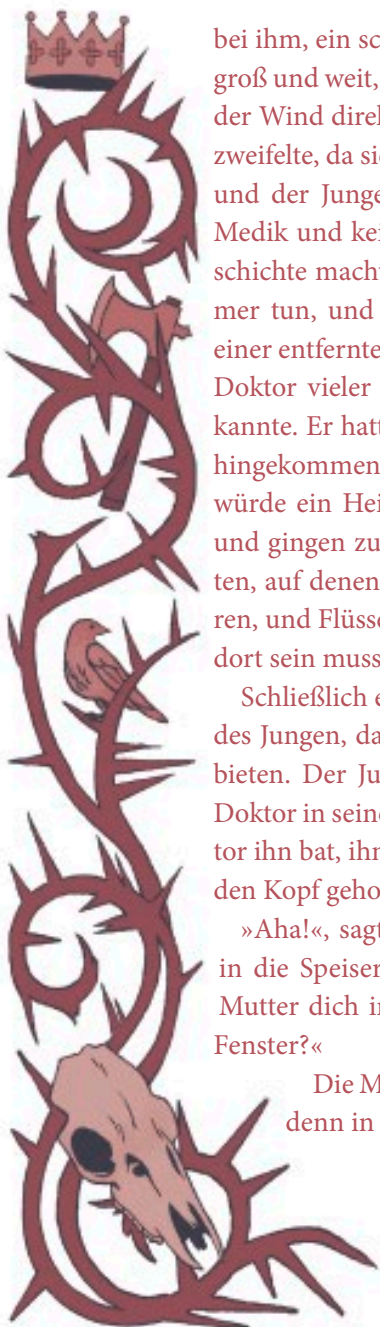 bei ihm, ein sc
groß und weit,
der Wind direk
zweifelte, da sie
und der Junge
Medik und kei
schichte mach
mer tun, und
einer entfernte
Doktor vieler
kannte. Er hatt
hingekommen
würde ein Hei
und gingen zu
ten, auf denen
ren, und Flüsse
dort sein muss
Schließlich e
des Jungen, da
bieten. Der Ju
Doktor in seine
tor ihn bat, ihn
den Kopf geho
»Aha!«, sagt
in die Speiser
Mutter dich in
Fenster?«
Die M
denn in